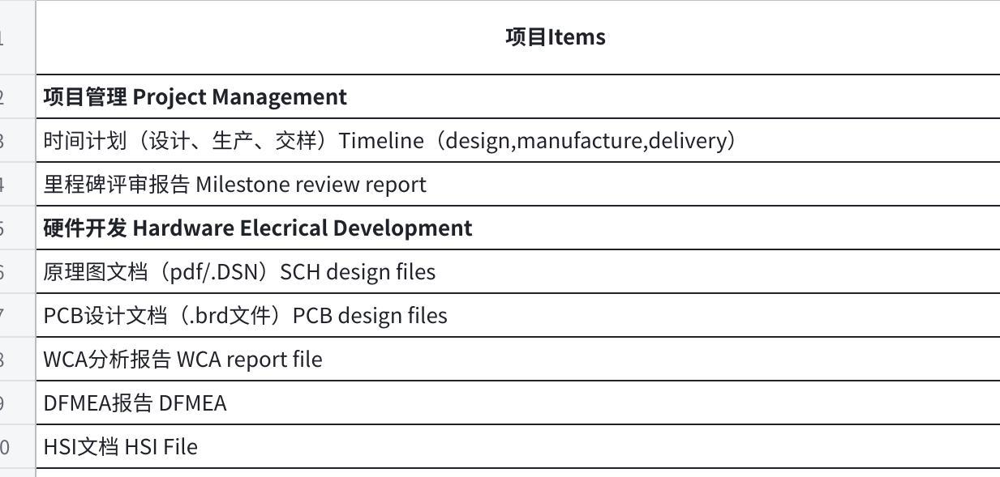 1
项目Items
2
项目管理 Project Management
3
时间计划（设计、生产、交样）Timeline（design,manufacture,delivery）
4
里程碑评审报告 Milestone review report
5
硬件开发 Hardware Elecrical Development
6
原理图文档（pdf/.DSN）SCH design files
7
PCB设计文档（.brd文件）PCB design files
8
WCA分析报告 WCA report file
9
DFMEA报告 DFMEA
0
HSI文档 HSI File